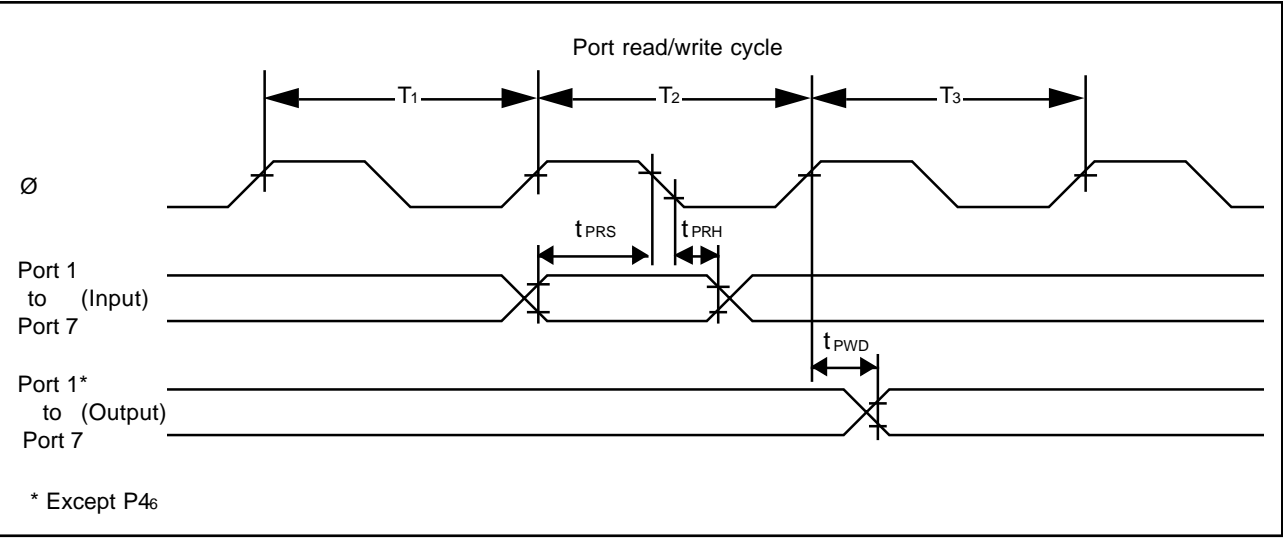 Port read/write cycle
T1 T2 T3
Ø
tPRS tPRH
Port 1
to (Input)
Port 7
tPWD
Port 1*
to (Output)
Port 7
* Except P46